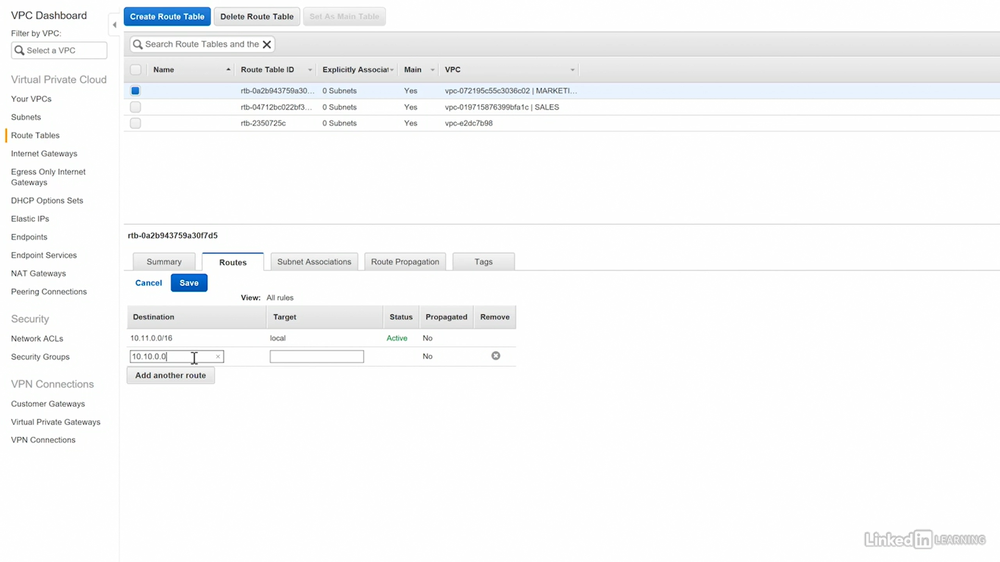 VPC Dashboard
Filter by VPC:
Select a VPC
Virtual Private Cloud
Your VPCs
Subnets
Route Tables
Internet Gateways
Egress Only Internet
Gateways
DHCP Options Sets
Elastic IPs
Endpoints
Endpoint Services
NAT Gateways
Peering Connections
Security
Network ACLs
Security Groups
VPN Connections
Customer Gateways
Virtual Private Gateways
VPN Connections
Create Route Table Delete Route Table Set As Main Table
Search Route Tables and the
Name Route Table ID Explicitly Associat Main VPC
rtb-0a2b943759a30... 0 Subnets Yes vpc-072195c55c3036c02 | MARKETI...
rtb-04712bc022bf3... 0 Subnets Yes vpc-019715876399bfa1c | SALES
rtb-2350725c 0 Subnets Yes vpc-e2dc7b98
rtb-0a2b943759a30f7d5
Summary Routes Subnet Associations Route Propagation Tags
Cancel Save
View: All rules
Destination Target Status Propagated Remove
10.11.0.0/16 local Active No
10.10.0.0 No
Add another route
LinkedIn LEARNING